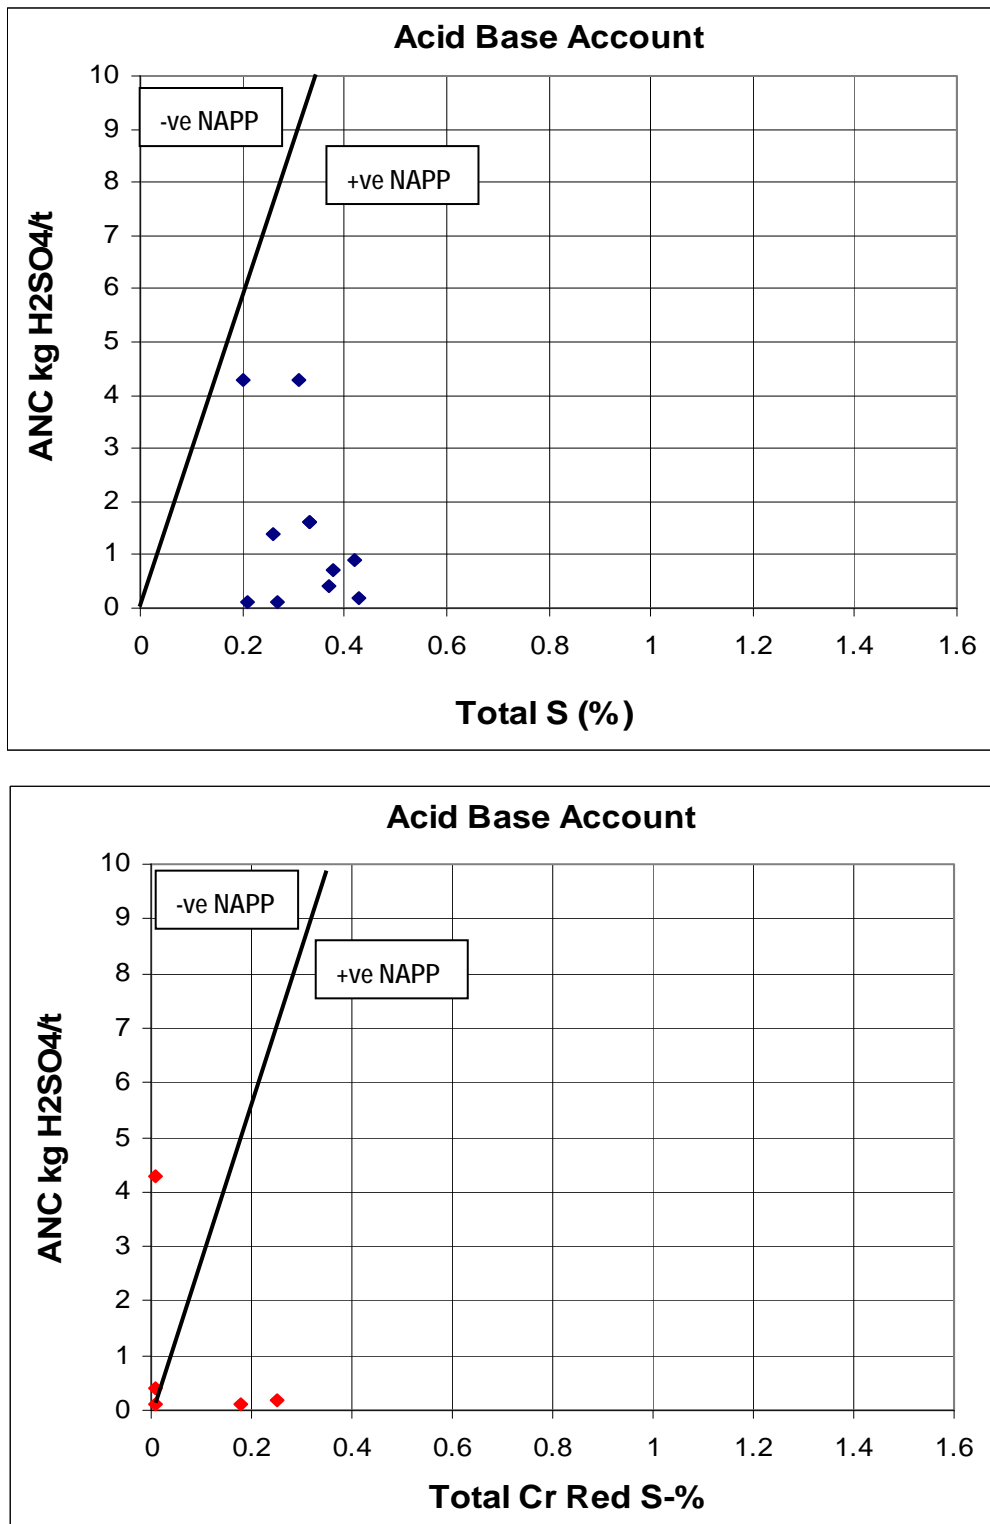 Acid Base Account
10
9
8
7
6
5
4
3
2
1
0
-ve NAPP
+ve NAPP
ANC kg H2SO4/t
0 0.2 0.4 0.6 0.8 1 1.2 1.4 1.6
Total S (%)
Acid Base Account
10
9
8
7
6
5
4
3
2
1
0
-ve NAPP
+ve NAPP
ANC kg H2SO4/t
0 0.2 0.4 0.6 0.8 1 1.2 1.4 1.6
Total Cr Red S-%